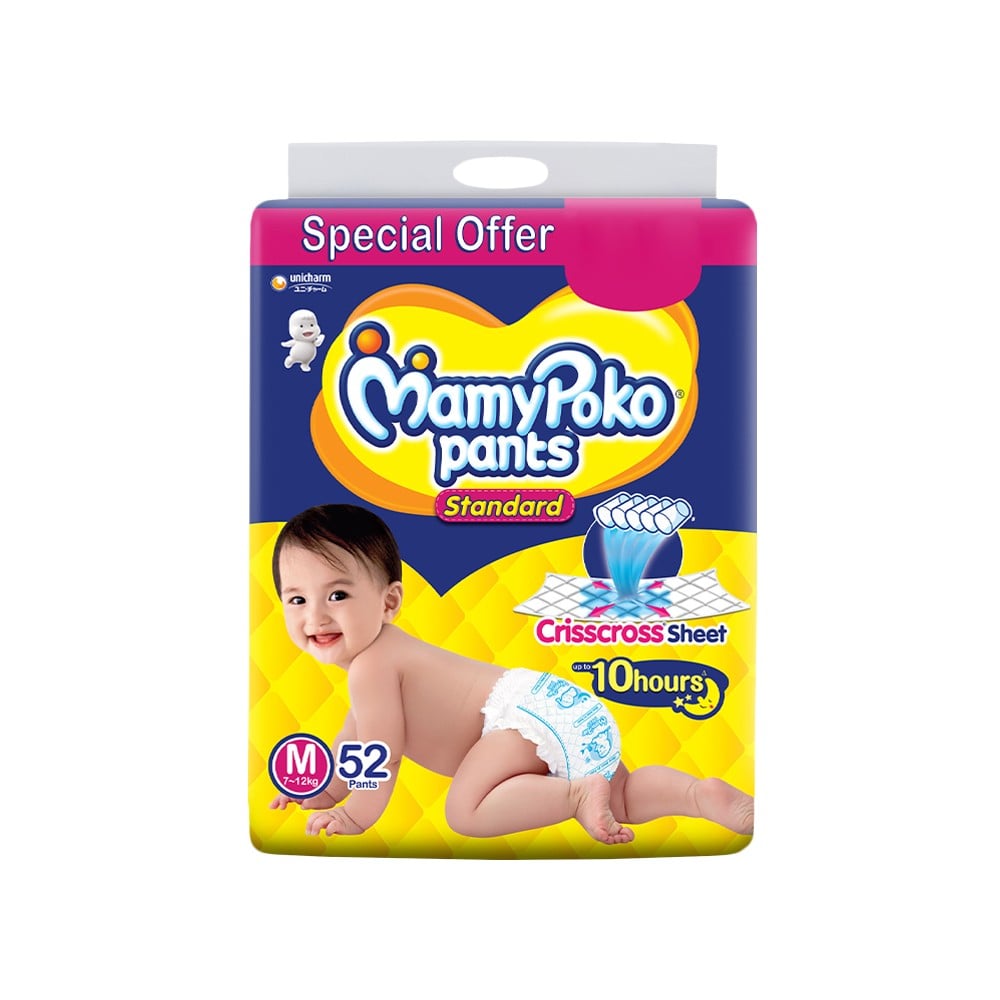 Special Offer
unicharm
ユニ・チャーム
MamyPoko
®
pants
Standard
Crisscross Sheet
up to
10hours
M
7~12kg
52
Pants